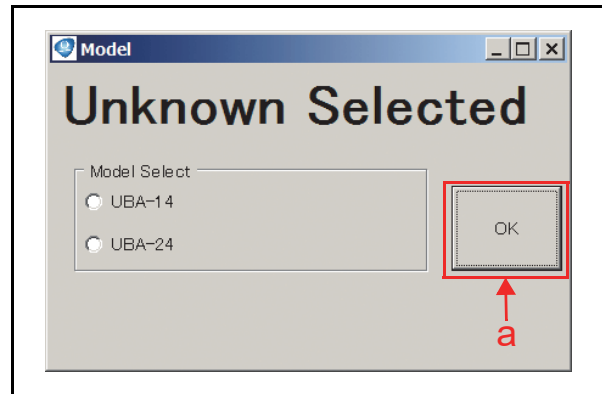 Model
Unknown Selected
Model Select
UBA-14
UBA-24
OK
a